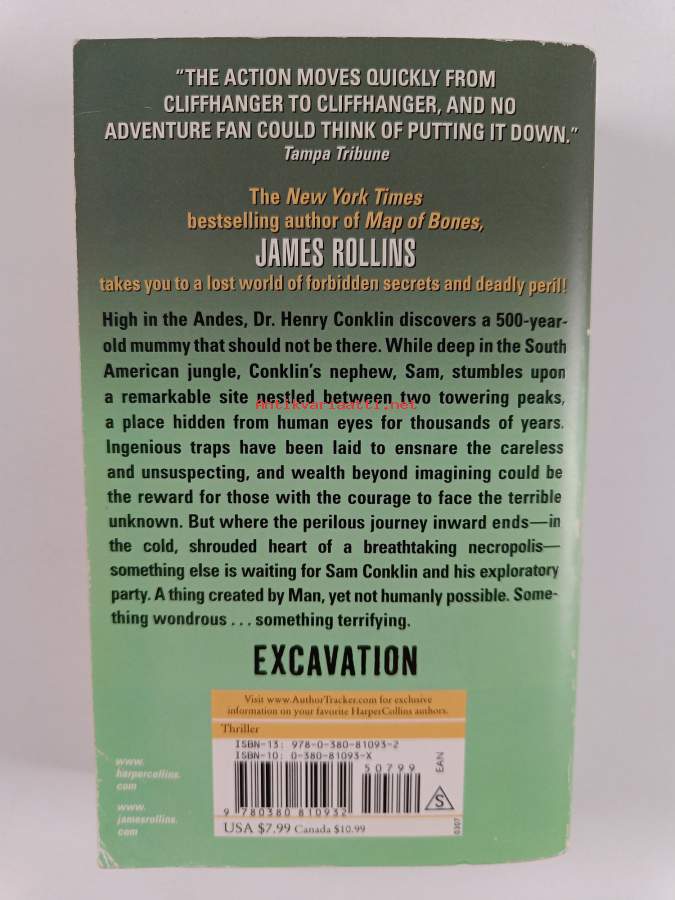 "THE ACTION MOVES QUICKLY FROM
CLIFFHANGER TO CLIFFHANGER, AND NO
ADVENTURE FAN COULD THINK OF PUTTING IT DOWN."
Tampa Tribune
The New York Times
bestselling author of Map of Bones,
JAMES ROLLINS
takes you to a lost world of forbidden secrets and deadly peril!
High in the Andes, Dr. Henry Conklin discovers a 500-year-
old mummy that should not be there. While deep in the South
American jungle, Conklin's nephew, Sam, stumbles upon
a remarkable site nestled between two towering peaks,
Antikvariaatti.net
a place hidden from human eyes for thousands of years.
Ingenious traps have been laid to ensnare the careless
and unsuspecting, and wealth beyond imagining could be
the reward for those with the courage to face the terrible
unknown. But where the perilous journey inward ends—in
the cold, shrouded heart of a breathtaking necropolis—
something else is waiting for Sam Conklin and his exploratory
party. A thing created by Man, yet not humanly possible. Some-
thing wondrous . . . something terrifying.
EXCAVATION
Visit www.AuthorTracker.com for exclusive
information on your favorite HarperCollins authors.
Thriller
ISBN-13: 978-0-380-81093-2
ISBN-10: 0-380-81093-X
50799
EAN
S
9 780380 810932
USA $7.99 Canada $10.99
0307
www.
harpercollins.
com
www.
jamesrollins.
com